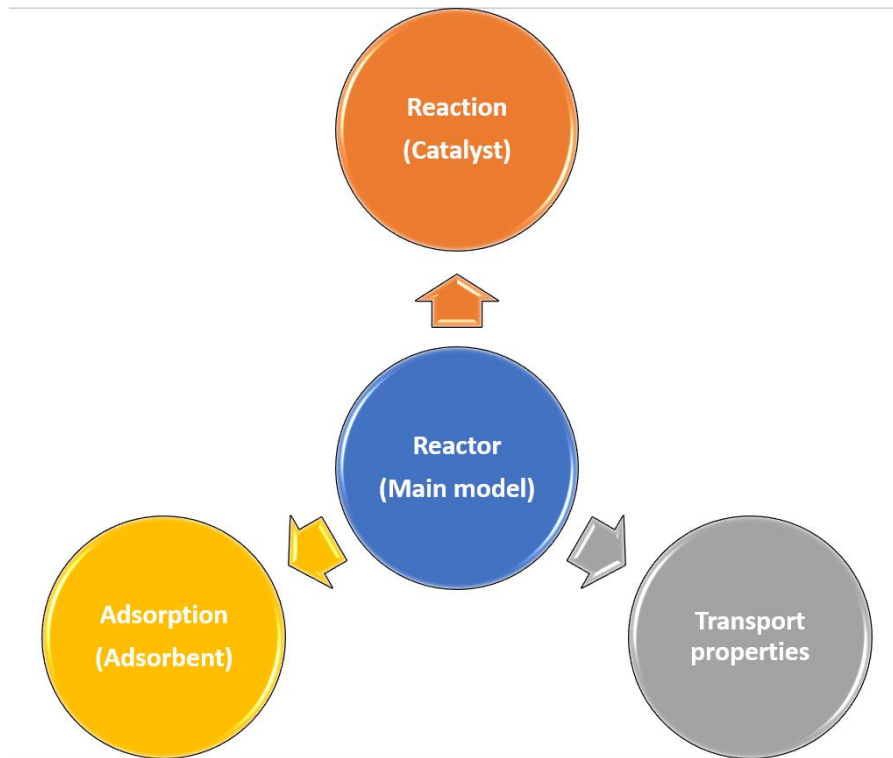 Reaction
(Catalyst)
Reactor
(Main model)
Adsorption
(Adsorbent)
Transport
properties